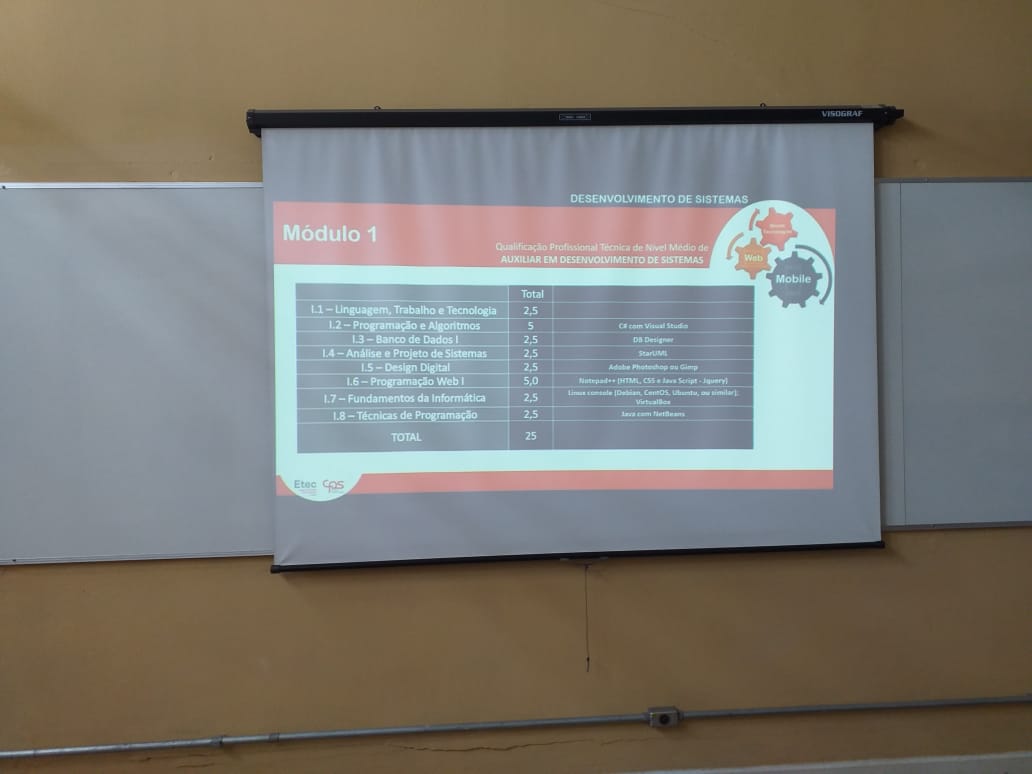 VISOGRAF
DESENVOLVIMENTO DE SISTEMAS
Módulo 1
Qualificação Profissional Técnica de Nível Médio de
AUXILIAR EM DESENVOLVIMENTO DE SISTEMAS
Web
Mobile
Total
I.1 – Linguagem, Trabalho e Tecnologia 2,5
I.2 – Programação e Algoritmos 5 C# com Visual Studio
I.3 – Banco de Dados I 2,5 DB Designer
I.4 – Análise e Projeto de Sistemas 2,5 StarUML
I.5 – Design Digital 2,5 Adobe Photoshop ou Gimp
I.6 – Programação Web I 5,0 Notepad++ (HTML, CSS e Java Script - Jquery)
I.7 – Fundamentos da Informática 2,5 Linux console (Debian, CentOS, Ubuntu, ou similar);
VirtualBox
I.8 – Técnicas de Programação 2,5 Java com NetBeans
TOTAL 25
Etec cps